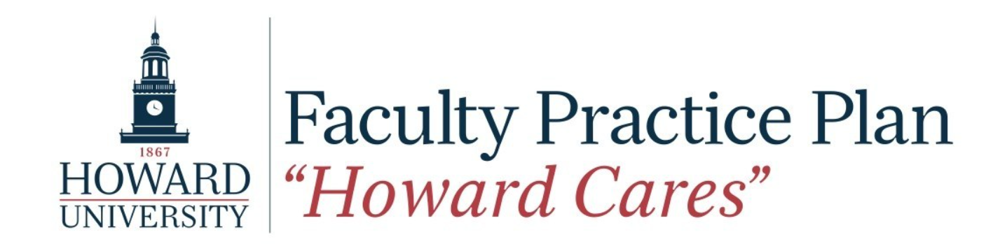 1867
HOWARD
UNIVERSITY
Faculty Practice Plan
“Howard Cares”